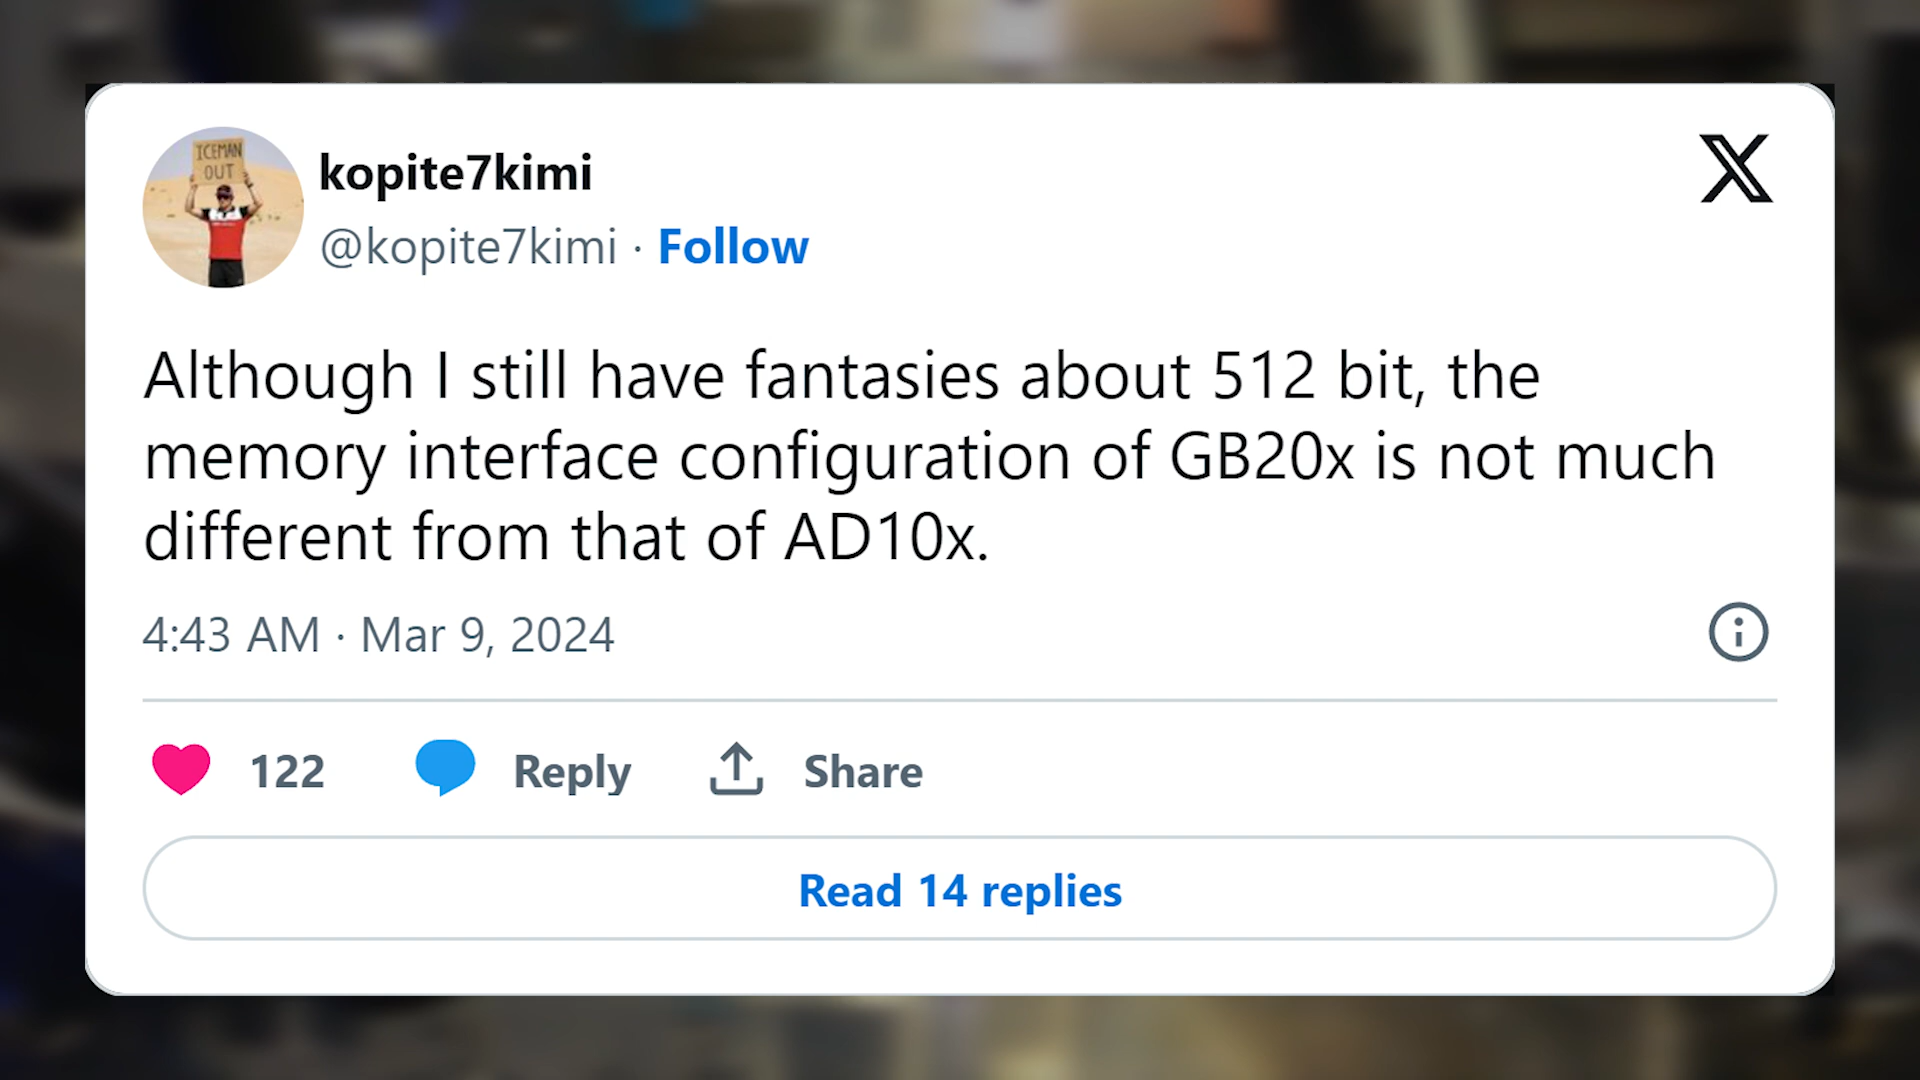 ICEMAN
OUT
kopite7kimi
@kopite7kimi · Follow
Although I still have fantasies about 512 bit, the
memory interface configuration of GB20x is not much
different from that of AD10x.
4:43 AM · Mar 9, 2024
122 Reply Share
Read 14 replies